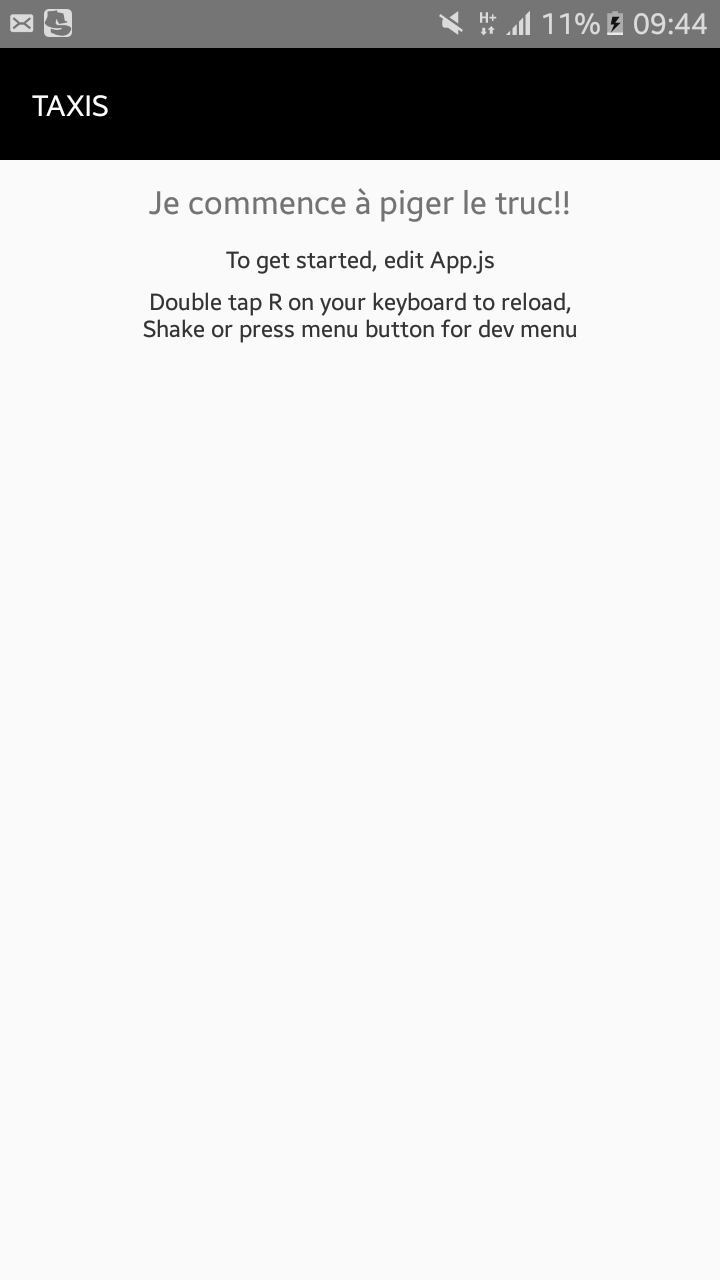 H+ 11% 09:44
TAXIS
Je commence à piger le truc!!
To get started, edit App.js
Double tap R on your keyboard to reload,
Shake or press menu button for dev menu